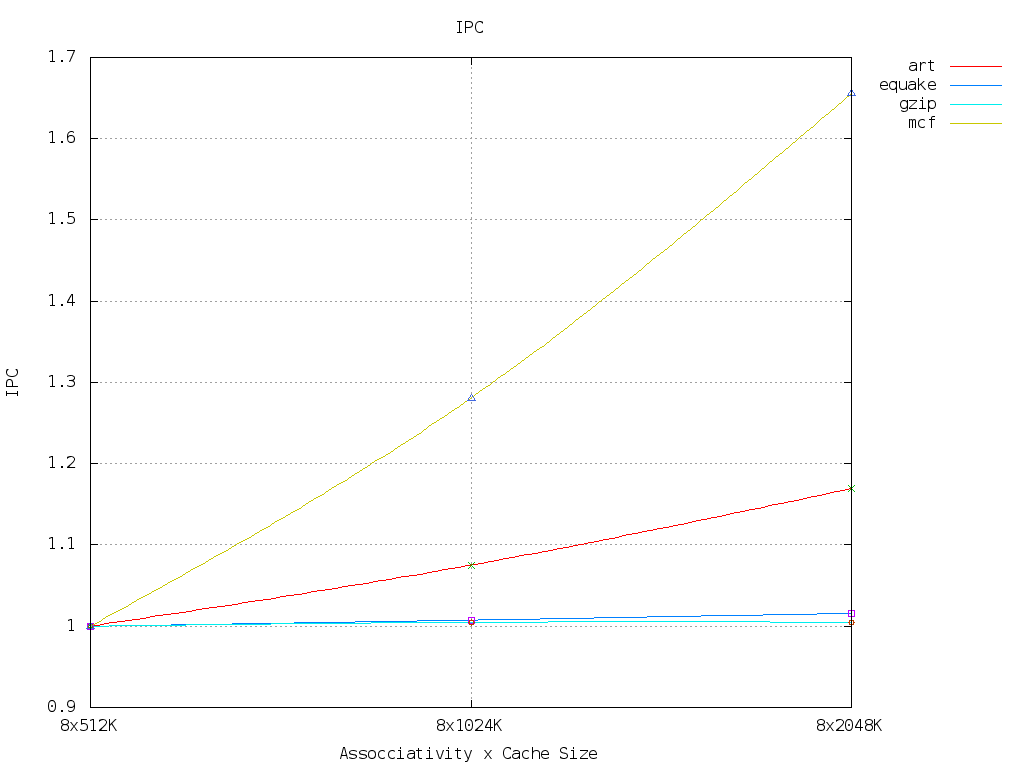 IPC
1.7
1.6
1.5
1.4
1.3
1.2
1.1
1
0.9
IPC
8x512K 8x1024K 8x2048K
Assocciativity x Cache Size
art
equake
gzip
mcf